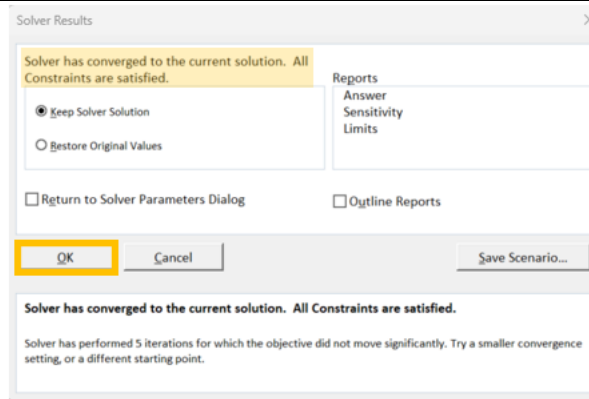 Solver Results
Solver has converged to the current solution. All
Constraints are satisfied.
Reports
Answer
Sensitivity
Limits
Keep Solver Solution
Restore Original Values
Return to Solver Parameters Dialog
Outline Reports
OK
Cancel
Save Scenario...
Solver has converged to the current solution. All Constraints are satisfied.
Solver has performed 5 iterations for which the objective did not move significantly. Try a smaller convergence
setting, or a different starting point.